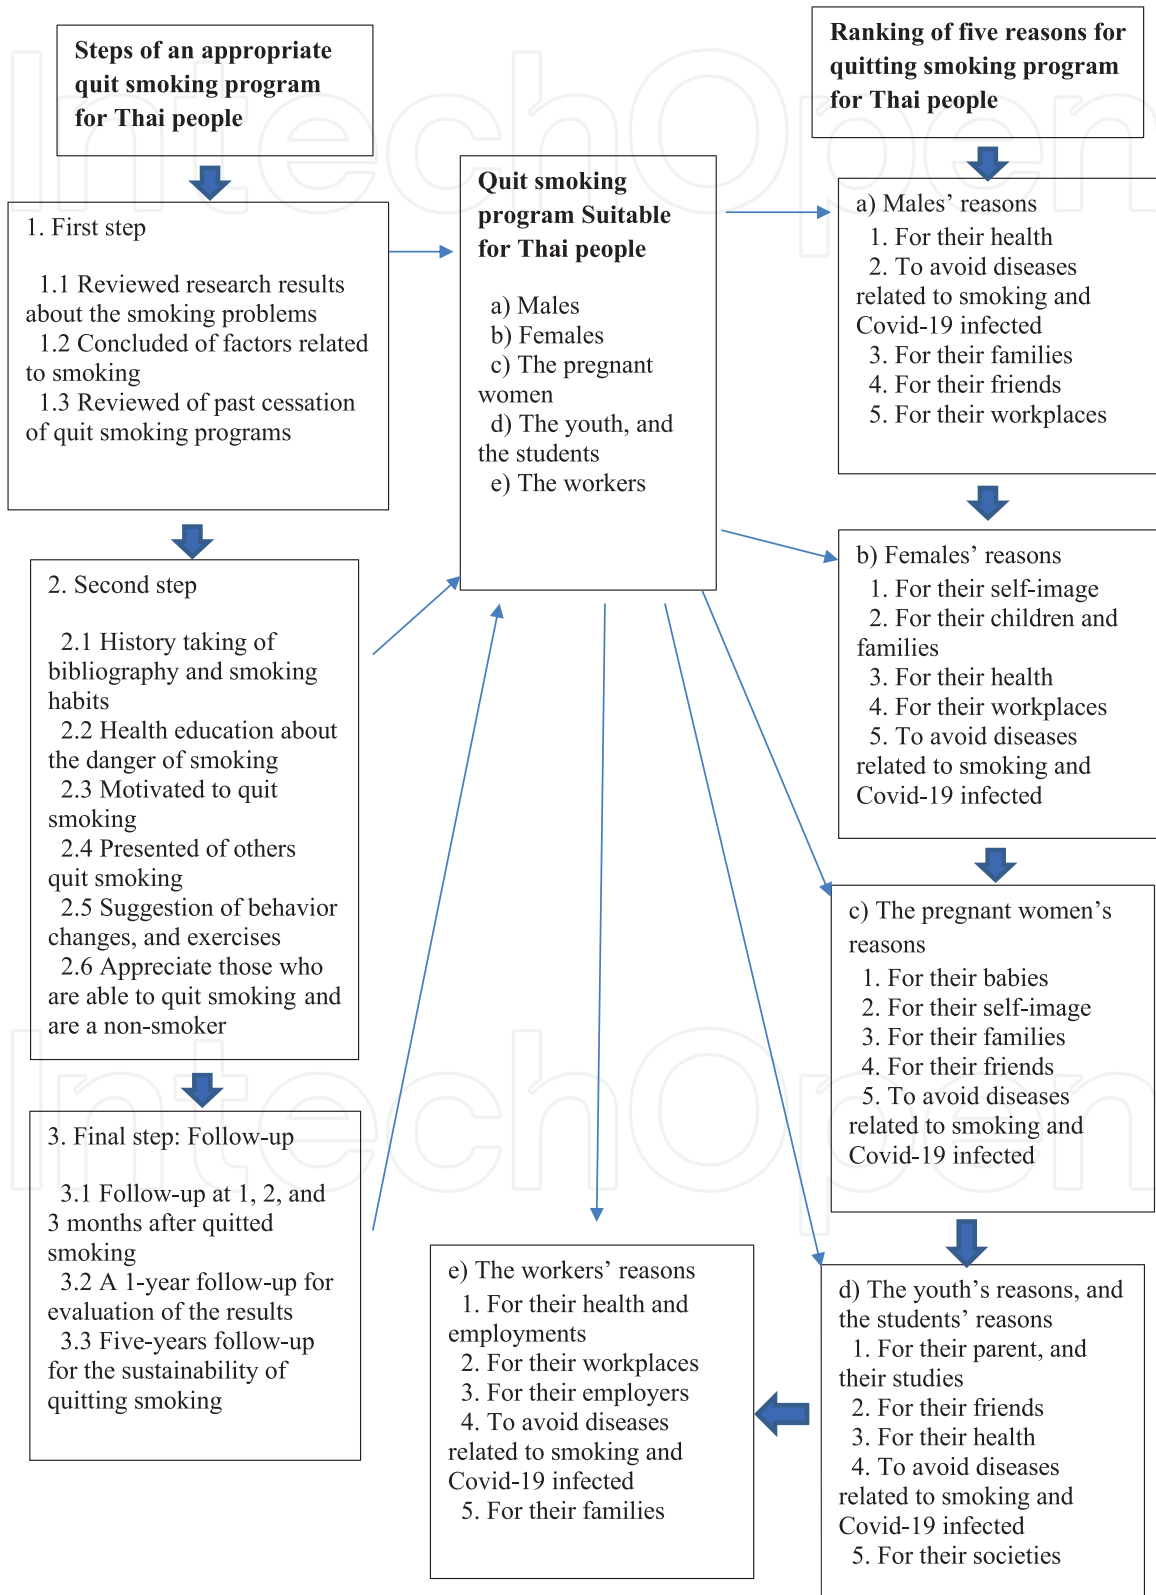 Steps of an appropriate
quit smoking program
for Thai people
1. First step
1.1 Reviewed research results
about the smoking problems
1.2 Concluded of factors related
to smoking
1.3 Reviewed of past cessation
of quit smoking programs
2. Second step
2.1 History taking of
bibliography and smoking
habits
2.2 Health education about
the danger of smoking
2.3 Motivated to quit
smoking
2.4 Presented of others
quit smoking
2.5 Suggestion of behavior
changes, and exercises
2.6 Appreciate those who
are able to quit smoking and
are a non-smoker
3. Final step: Follow-up
3.1 Follow-up at 1, 2, and
3 months after quitted
smoking
3.2 A 1-year follow-up for
evaluation of the results
3.3 Five-years follow-up
for the sustainability of
quitting smoking
Quit smoking
program Suitable
for Thai people
a) Males
b) Females
c) The pregnant
women
d) The youth, and
the students
e) The workers
Ranking of five reasons for
quitting smoking program
for Thai people
a) Males' reasons
1. For their health
2. To avoid diseases
related to smoking and
Covid-19 infected
3. For their families
4. For their friends
5. For their workplaces
b) Females' reasons
1. For their self-image
2. For their children and
families
3. For their health
4. For their workplaces
5. To avoid diseases
related to smoking and
Covid-19 infected
c) The pregnant women's
reasons
1. For their babies
2. For their self-image
3. For their families
4. For their friends
5. To avoid diseases
related to smoking and
Covid-19 infected
d) The youth's reasons, and
the students' reasons
1. For their parent, and
their studies
2. For their friends
3. For their health
4. To avoid diseases
related to smoking and
Covid-19 infected
5. For their societies
e) The workers' reasons
1. For their health and
employments
2. For their workplaces
3. For their employers
4. To avoid diseases
related to smoking and
Covid-19 infected
5. For their families
IntechOpen
IntechOpen